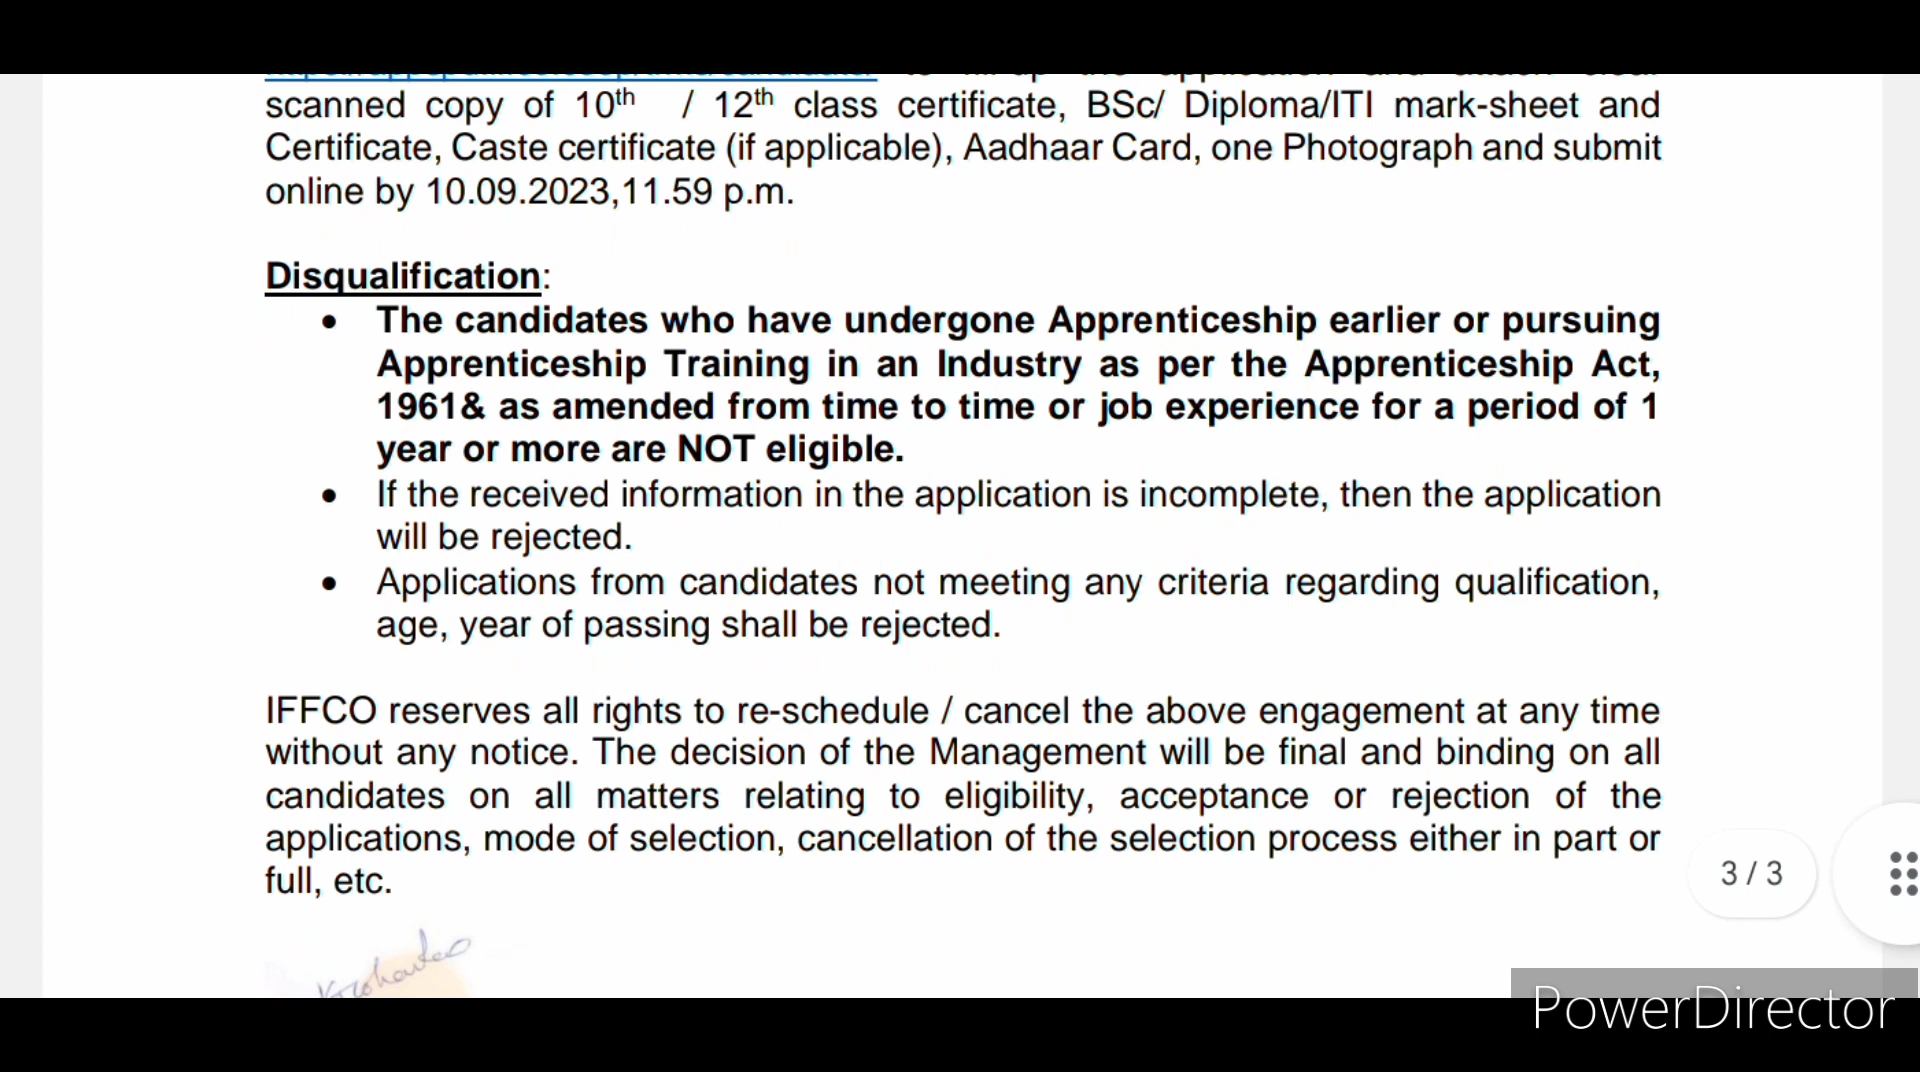 scanned copy of 10th / 12th class certificate, BSc/ Diploma/ITI mark-sheet and
Certificate, Caste certificate (if applicable), Aadhaar Card, one Photograph and submit
online by 10.09.2023,11.59 p.m.
Disqualification:
• The candidates who have undergone Apprenticeship earlier or pursuing
Apprenticeship Training in an Industry as per the Apprenticeship Act,
1961& as amended from time to time or job experience for a period of 1
year or more are NOT eligible.
• If the received information in the application is incomplete, then the application
will be rejected.
• Applications from candidates not meeting any criteria regarding qualification,
age, year of passing shall be rejected.
IFFCO reserves all rights to re-schedule / cancel the above engagement at any time
without any notice. The decision of the Management will be final and binding on all
candidates on all matters relating to eligibility, acceptance or rejection of the
applications, mode of selection, cancellation of the selection process either in part or
full, etc.
3 / 3
PowerDirector